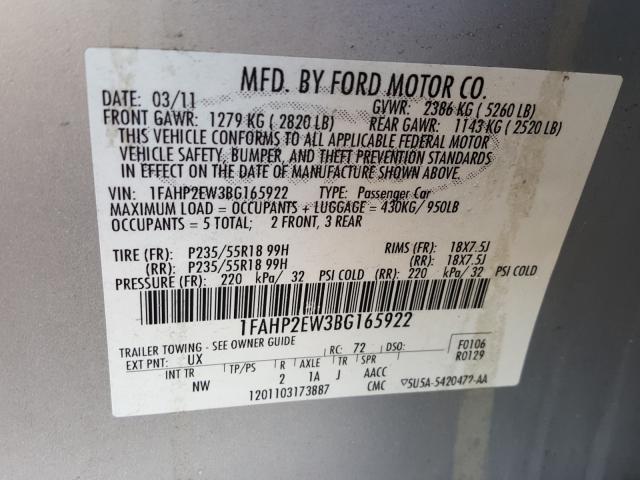 MFD. BY FORD MOTOR CO.
DATE: 03/11 GVWR: 2386 KG ( 5260 LB)
FRONT GAWR: 1279 KG ( 2820 LB) REAR GAWR: 1143 KG ( 2520 LB)
THIS VEHICLE CONFORMS TO ALL APPLICABLE FEDERAL MOTOR
VEHICLE SAFETY, BUMPER, AND THEFT PREVENTION STANDARDS
IN EFFECT ON THE DATE OF MANUFACTURE SHOWN ABOVE.
VIN: 1FAHP2EW3BG165922 TYPE: Passenger Car
MAXIMUM LOAD = OCCUPANTS + LUGGAGE = 430KG/ 950LB
OCCUPANTS = 5 TOTAL: 2 FRONT, 3 REAR
TIRE (FR): P235/55R18 99H RIMS (FR): 18X7.5J
(RR): P235/55R18 99H (RR): 18X7.5J
PRESSURE (FR): 220 kPa/ 32 PSI COLD (RR): 220 kPa/ 32 PSI COLD
1FAHP2EW3BG165922
TRAILER TOWING - SEE OWNER GUIDE F0106
EXT PNT: UX RC: 72 DSO: R0129
INT TR TP/PS R AXLE TR SPR
NW 2 1A J AACC
1201103173887 CMC ▽5U5A-5420472-AA